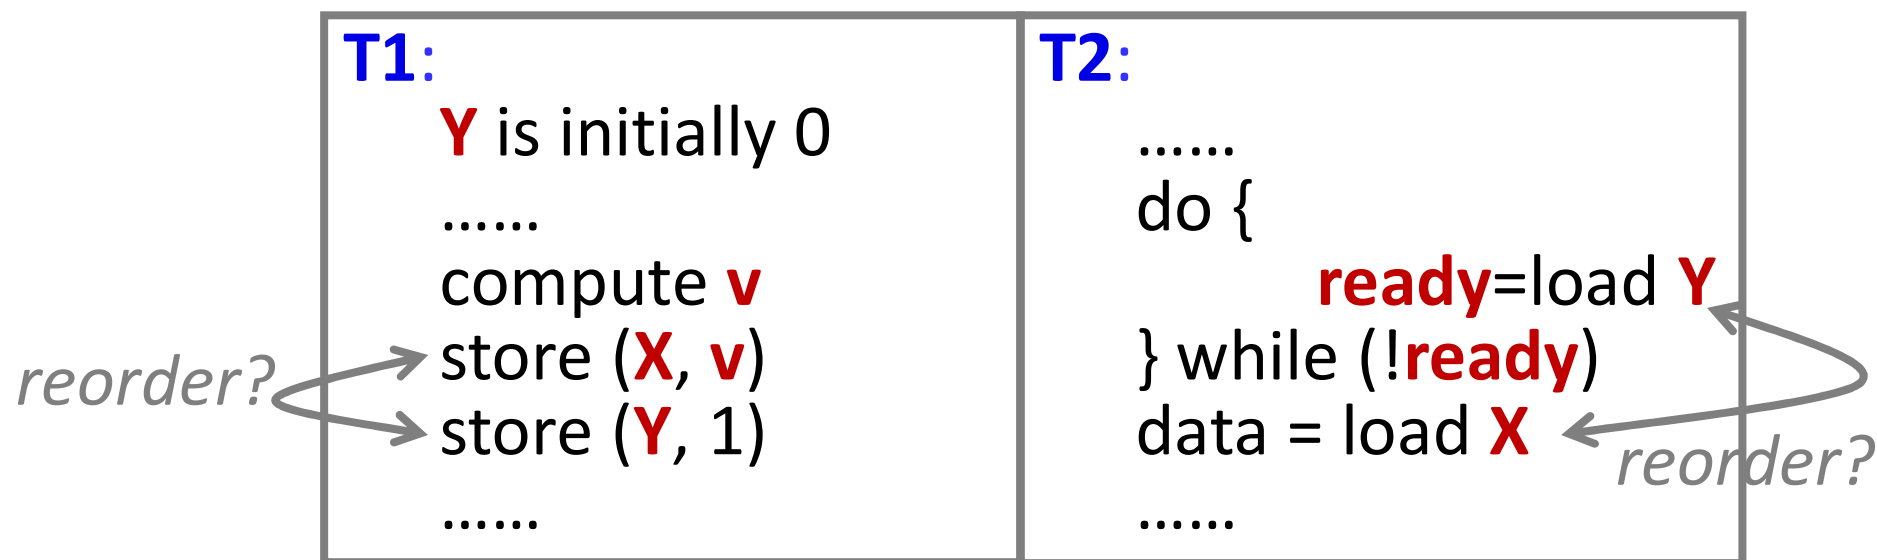 T1:
Y is initially 0
......
compute v
store (X, v)
store (Y, 1)
......
reorder?
T2:
......
do {
ready=load Y
} while (!ready)
data = load X
......
reorder?